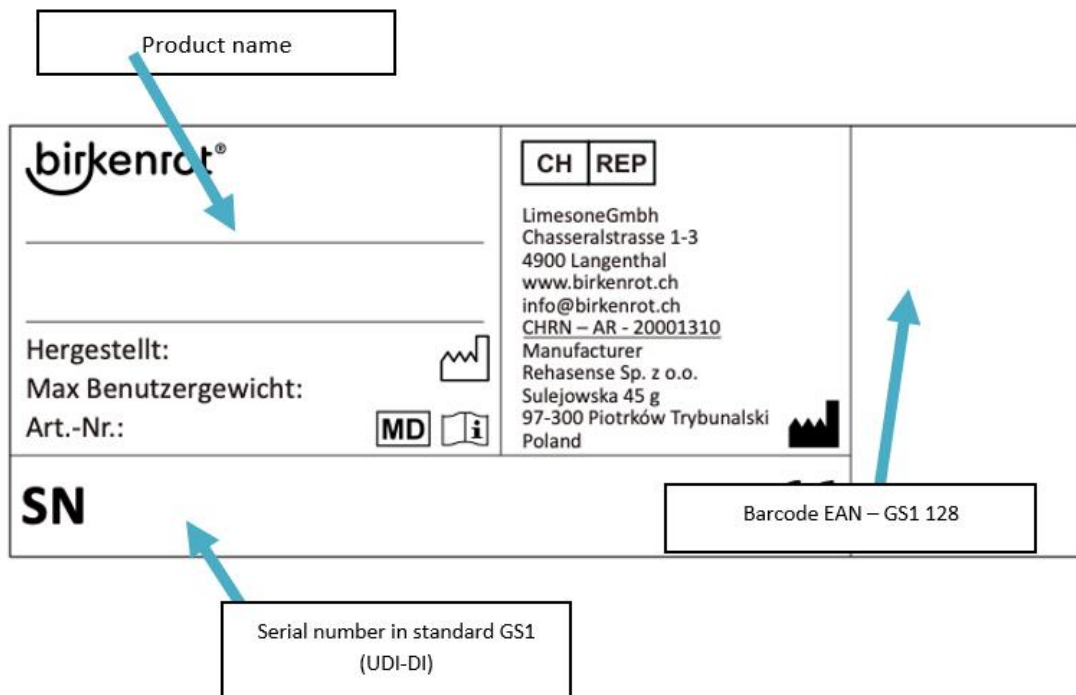 Product name
birkenrot®
Hergestellt:
Max Benutzergewicht:
Art.-Nr.:
MD
CH REP
LimesoneGmbh
Chasseralstrasse 1-3
4900 Langenthal
www.birkenrot.ch
info@birkenrot.ch
CHRN – AR - 20001310
Manufacturer
Rehasense Sp. z o.o.
Sulejowska 45 g
97-300 Piotrków Trybunalski
Poland
SN
Barcode EAN – GS1 128
Serial number in standard GS1
(UDI-DI)